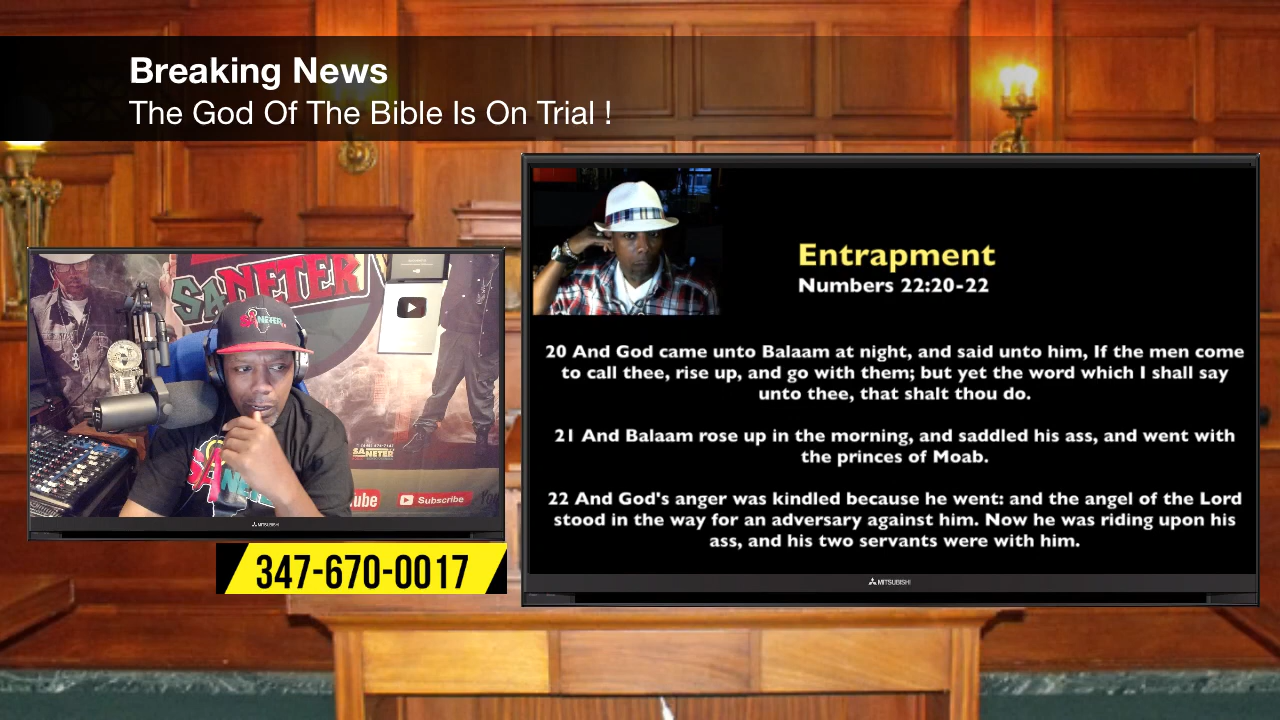 Breaking News
The God Of The Bible Is On Trial !
SANETER
SANETER
SANETER
ube
Subscribe
You
MITSUBISHI
347-670-0017
Entrapment
Numbers 22:20-22
20 And God came unto Balaam at night, and said unto him, If the men come
to call thee, rise up, and go with them; but yet the word which I shall say
unto thee, that shalt thou do.
21 And Balaam rose up in the morning, and saddled his ass, and went with
the princes of Moab.
22 And God's anger was kindled because he went: and the angel of the Lord
stood in the way for an adversary against him. Now he was riding upon his
ass, and his two servants were with him.
MITSUBISHI